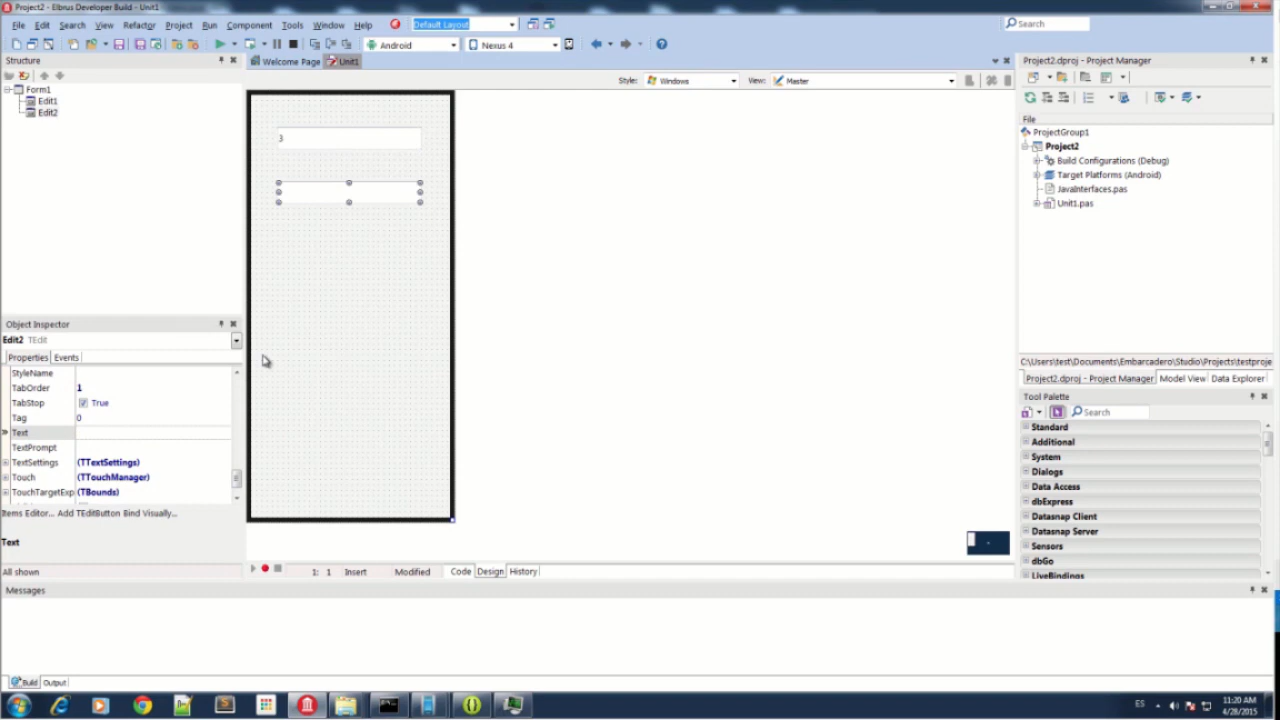 Project2 - Elbrus Developer Build - Unit1
File Edit Search View Refactor Project Run Component Tools Window Help Default Layout Search
Android Nexus 4
Structure
Welcome Page Unit1
Project2.dproj - Project Manager
Style: Windows View: Master
Form1
Edit1
Edit2
3
File
ProjectGroup1
Project2
Build Configurations (Debug)
Target Platforms (Android)
JavaInterfaces.pas
Unit1.pas
Object Inspector
Edit2 TEdit
Properties Events
StyleName
TabOrder 1
TabStop True
Tag 0
Text
TextPrompt
TextSettings (TTextSettings)
Touch (TTouchManager)
TouchTargetExp (TBounds)
Items Editor... Add TEditButton Bind Visually...
Text
All shown
C:\Users\test\Documents\Embarcadero\Studio\Projects\testproje
Project2.dproj - Project Manager Model View Data Explorer
Tool Palette
Search
Standard
Additional
System
Dialogs
Data Access
dbExpress
Datasnap Client
Datasnap Server
Sensors
dbGo
LiveBindings
1: 1 Insert Modified Code Design History
Messages
Build Output
ES 11:20 AM
4/28/2015